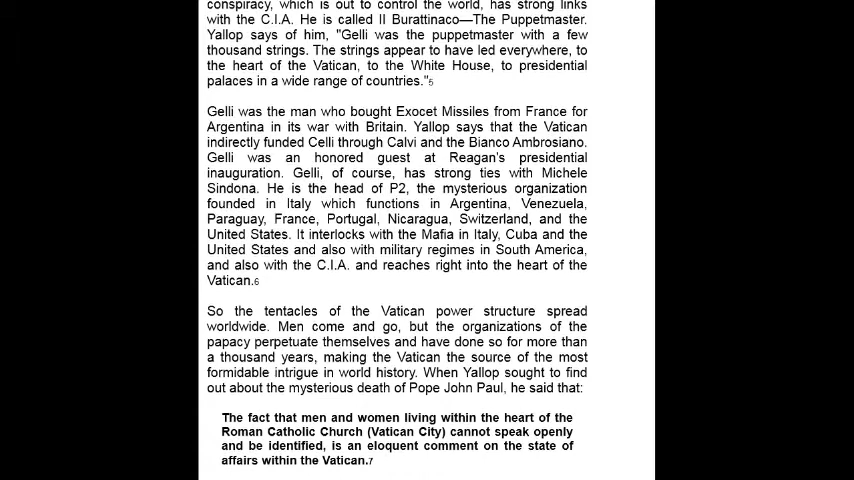 conspiracy, which is out to control the world, has strong links
with the C.I.A. He is called II Burattinaco—The Puppetmaster.
Yallop says of him, "Gelli was the puppetmaster with a few
thousand strings. The strings appear to have led everywhere, to
the heart of the Vatican, to the White House, to presidential
palaces in a wide range of countries."5
Gelli was the man who bought Exocet Missiles from France for
Argentina in its war with Britain. Yallop says that the Vatican
indirectly funded Celli through Calvi and the Bianco Ambrosiano.
Gelli was an honored guest at Reagan's presidential
inauguration. Gelli, of course, has strong ties with Michele
Sindona. He is the head of P2, the mysterious organization
founded in Italy which functions in Argentina, Venezuela,
Paraguay, France, Portugal, Nicaragua, Switzerland, and the
United States. It interlocks with the Mafia in Italy, Cuba and the
United States and also with military regimes in South America,
and also with the C.I.A. and reaches right into the heart of the
Vatican.6
So the tentacles of the Vatican power structure spread
worldwide. Men come and go, but the organizations of the
papacy perpetuate themselves and have done so for more than
a thousand years, making the Vatican the source of the most
formidable intrigue in world history. When Yallop sought to find
out about the mysterious death of Pope John Paul, he said that:
The fact that men and women living within the heart of the
Roman Catholic Church (Vatican City) cannot speak openly
and be identified, is an eloquent comment on the state of
affairs within the Vatican.7